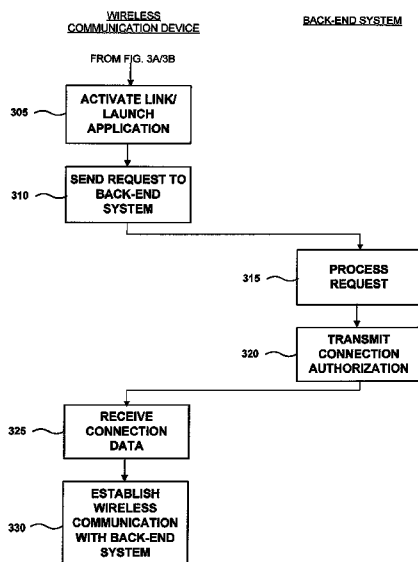 WIRELESS
COMMUNICATION DEVICE
BACK-END SYSTEM
FROM FIG. 3A/3B
305
ACTIVATE LINK/
LAUNCH
APPLICATION
310
SEND REQUEST TO
BACK-END
SYSTEM
315
PROCESS
REQUEST
320
TRANSMIT
CONNECTION
AUTHORIZATION
325
RECEIVE
CONNECTION
DATA
330
ESTABLISH
WIRELESS
COMMUNICATION
WITH BACK-END
SYSTEM